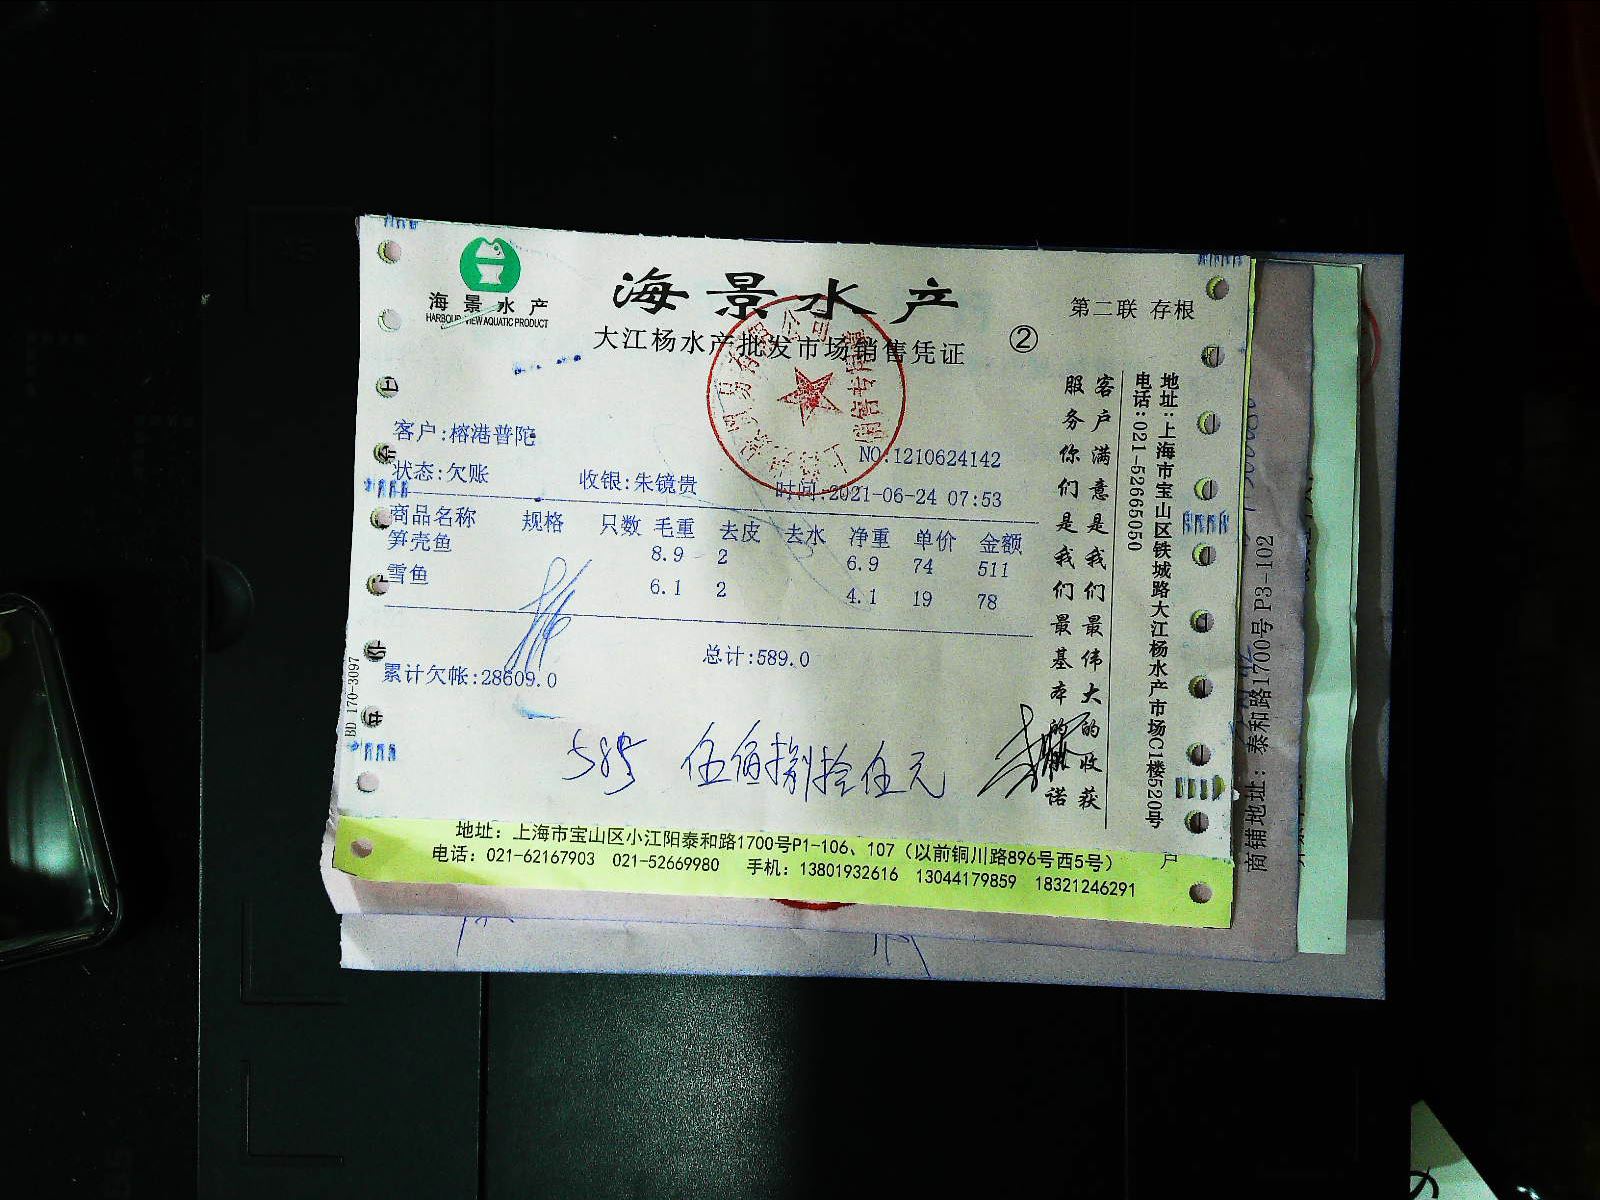 海景水产
HARBOUR VIEW AQUATIC PRODUCT
海景水产
大江杨水产批发市场销售凭证
②
第二联 存根
客户:榕港普陀
NO:1210624142
状态:欠账 收银:朱镜贵 时间:2021-06-24 07:53
商品名称 规格 只数 毛重 去皮 去水 净重 单价 金额
笋壳鱼 8.9 2 6.9 74 511
雪鱼 6.1 2 4.1 19 78
总计:589.0
累计欠帐:28609.0
585 伍佰捌拾伍元
客户满意是我们最伟大的收获
服务你们是我们最基本的承诺
地址:上海市宝山区铁城路大江杨水产市场C1楼520号
电话:021-52665050
BD 170-3097
地址：上海市宝山区小江阳泰和路1700号P1-106、107（以前铜川路896号西5号）
电话：021-62167903 021-52669980 手机：13801932616 13044179859 18321246291
商铺地址：泰和路1700号 P3-102
户